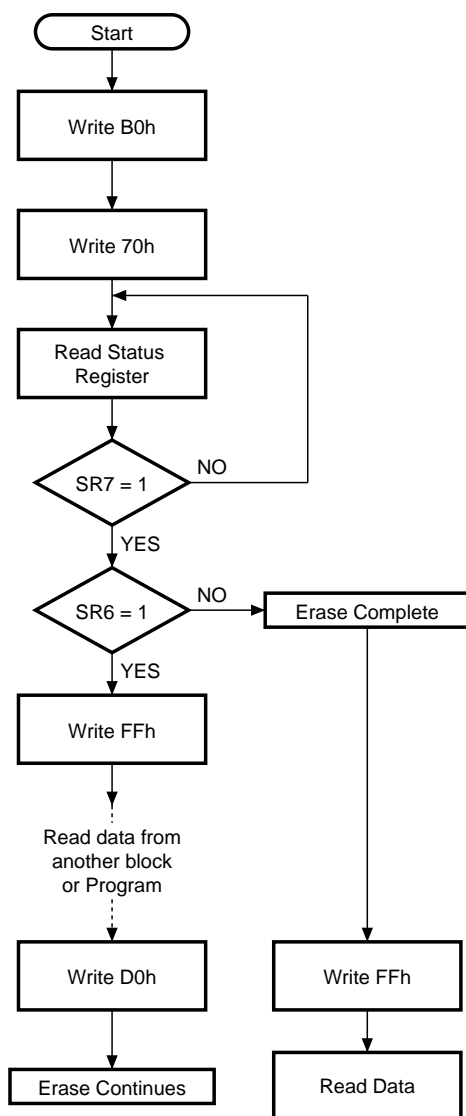 Start
Write B0h
Write 70h
Read Status
Register
SR7 = 1
NO
YES
SR6 = 1
NO
Erase Complete
YES
Write FFh
Read data from
another block
or Program
Write D0h
Write FFh
Erase Continues
Read Data